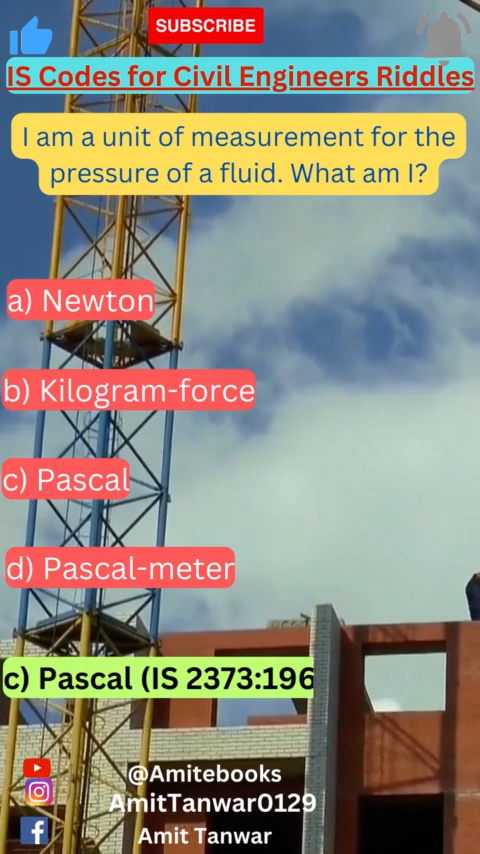 SUBSCRIBE
IS Codes for Civil Engineers Riddles
I am a unit of measurement for the
pressure of a fluid. What am I?
a) Newton
b) Kilogram-force
c) Pascal
d) Pascal-meter
c) Pascal (IS 2373:196
@Amitebooks
AmitTanwar0129
Amit Tanwar